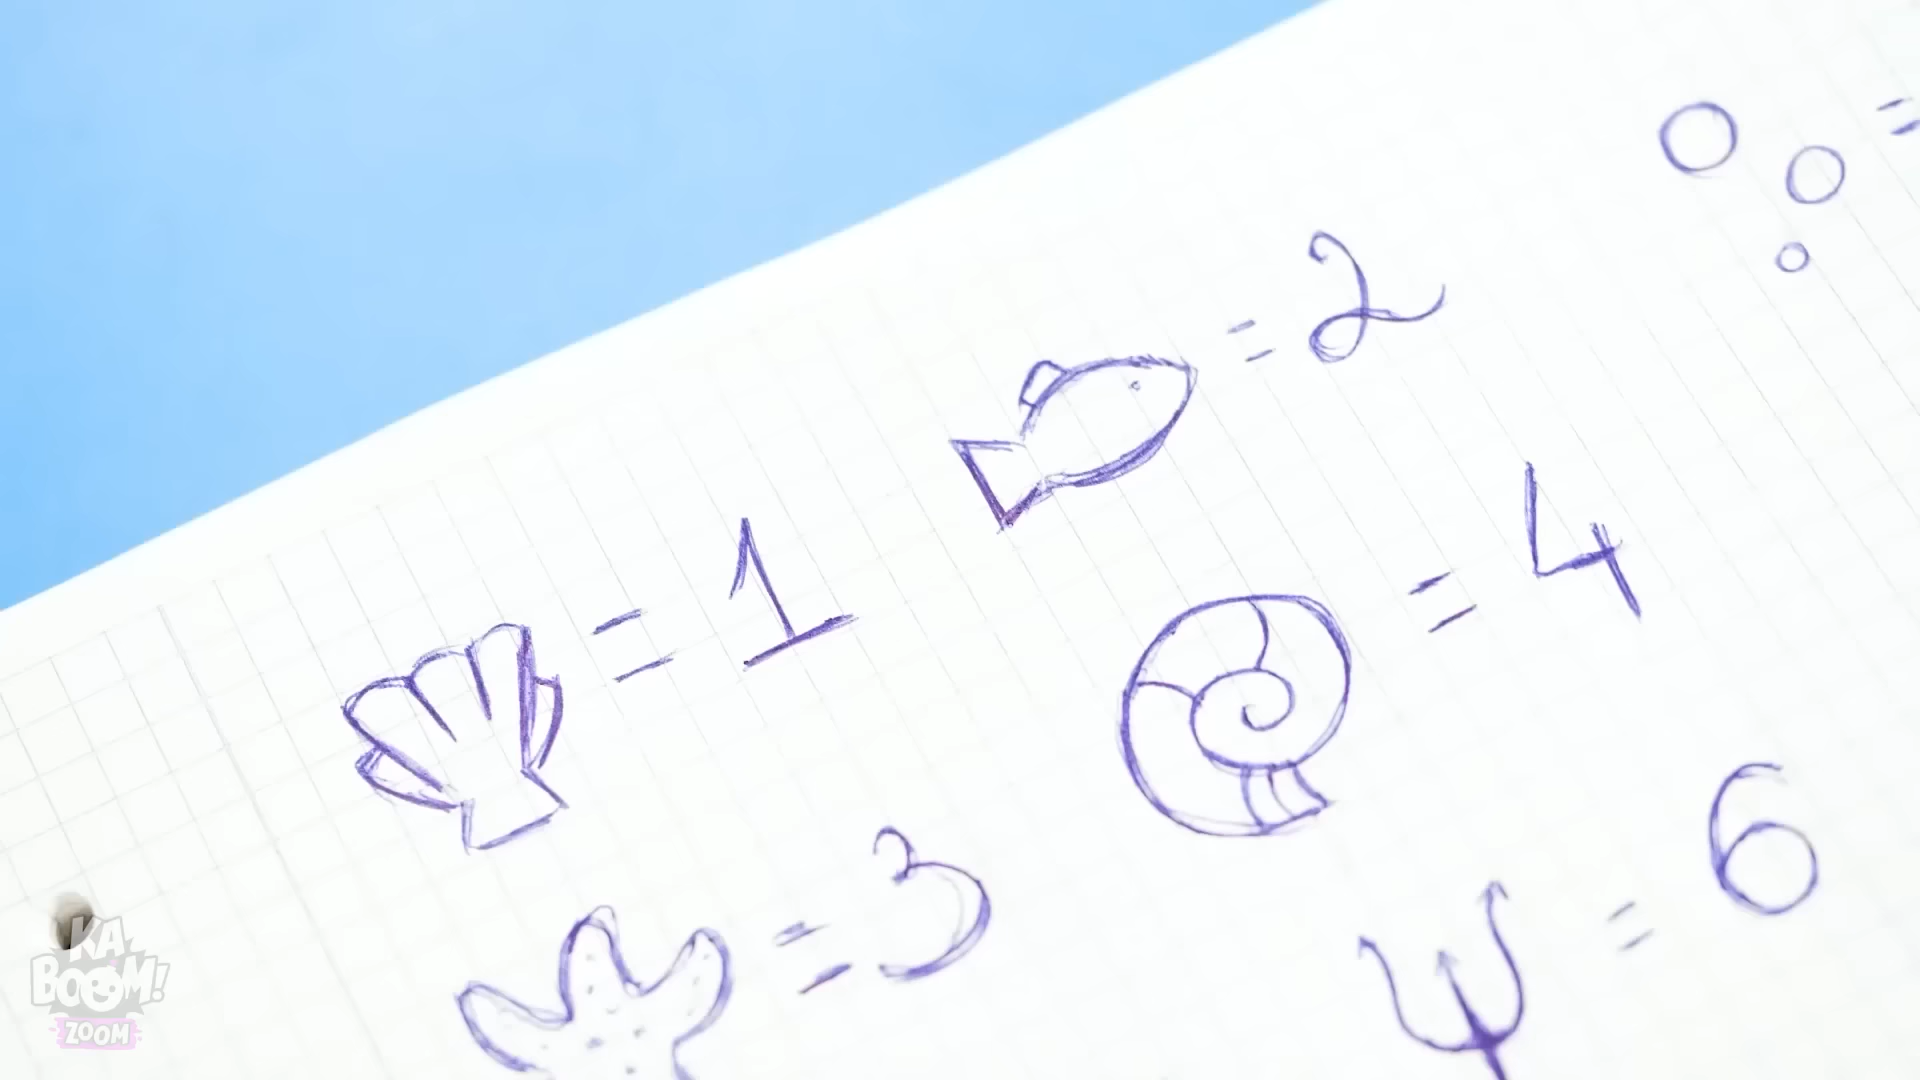 = 1
= 2
=
= 3
= 4
= 6
KA
BOOM!
ZOOM